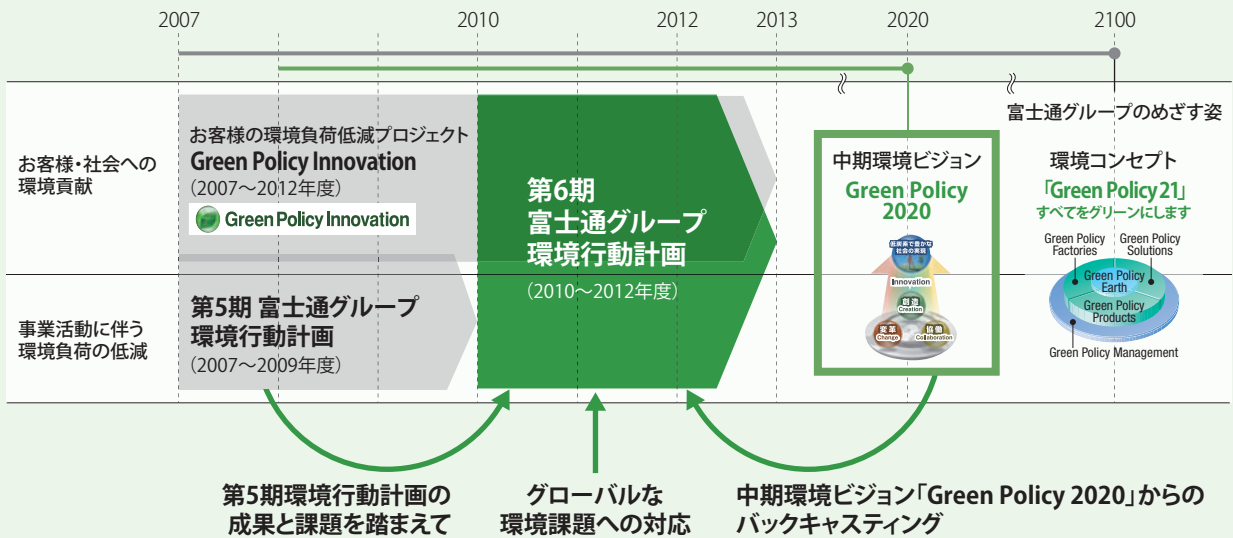 2007
2010
2012
2013
2020
2100
お客様・社会への
環境貢献
お客様の環境負荷低減プロジェクト
Green Policy Innovation
(2007〜2012年度)
Green Policy Innovation
第6期
富士通グループ
環境行動計画
(2010〜2012年度)
中期環境ビジョン
Green Policy
2020
低炭素で豊かな
社会の実現
Innovation
創造
Creation
変革
Change
協働
Collaboration
富士通グループのめざす姿
環境コンセプト
「Green Policy 21」
すべてをグリーンにします
Green Policy
Factories
Green Policy
Solutions
Green Policy
Earth
Green Policy
Products
Green Policy Management
事業活動に伴う
環境負荷の低減
第5期 富士通グループ
環境行動計画
(2007〜2009年度)
第5期環境行動計画の
成果と課題を踏まえて
グローバルな
環境課題への対応
中期環境ビジョン「Green Policy 2020」からの
バックキャスティング